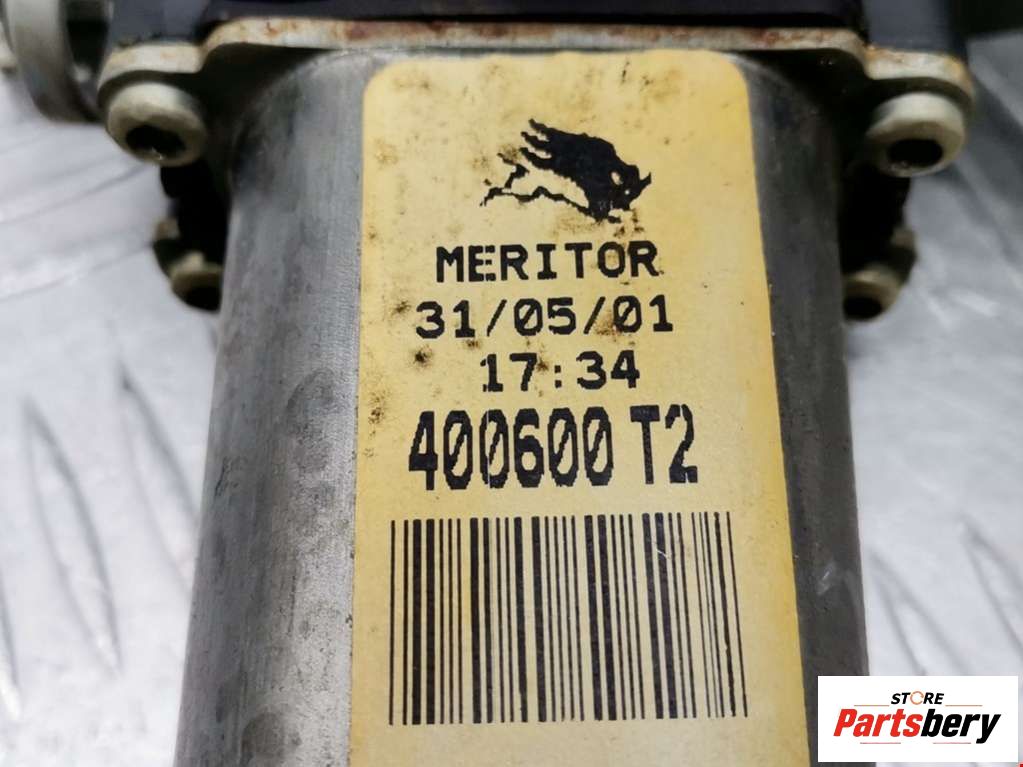 MERITOR
31/05/01
17:34
400600 T2
STORE
Partsbery